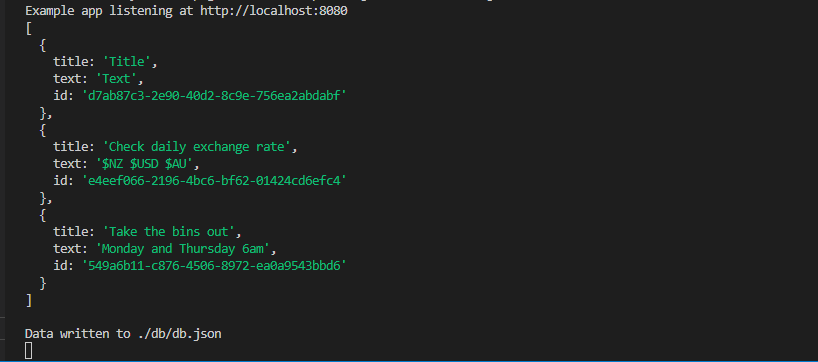 Example app listening at http://localhost:8080
[
  {
    title: 'Title',
    text: 'Text',
    id: 'd7ab87c3-2e90-40d2-8c9e-756ea2abdabf'
  },
  {
    title: 'Check daily exchange rate',
    text: '$NZ $USD $AU',
    id: 'e4eef066-2196-4bc6-bf62-01424cd6efc4'
  },
  {
    title: 'Take the bins out',
    text: 'Monday and Thursday 6am',
    id: '549a6b11-c876-4506-8972-ea0a9543bbd6'
  }
]
Data written to ./db/db.json